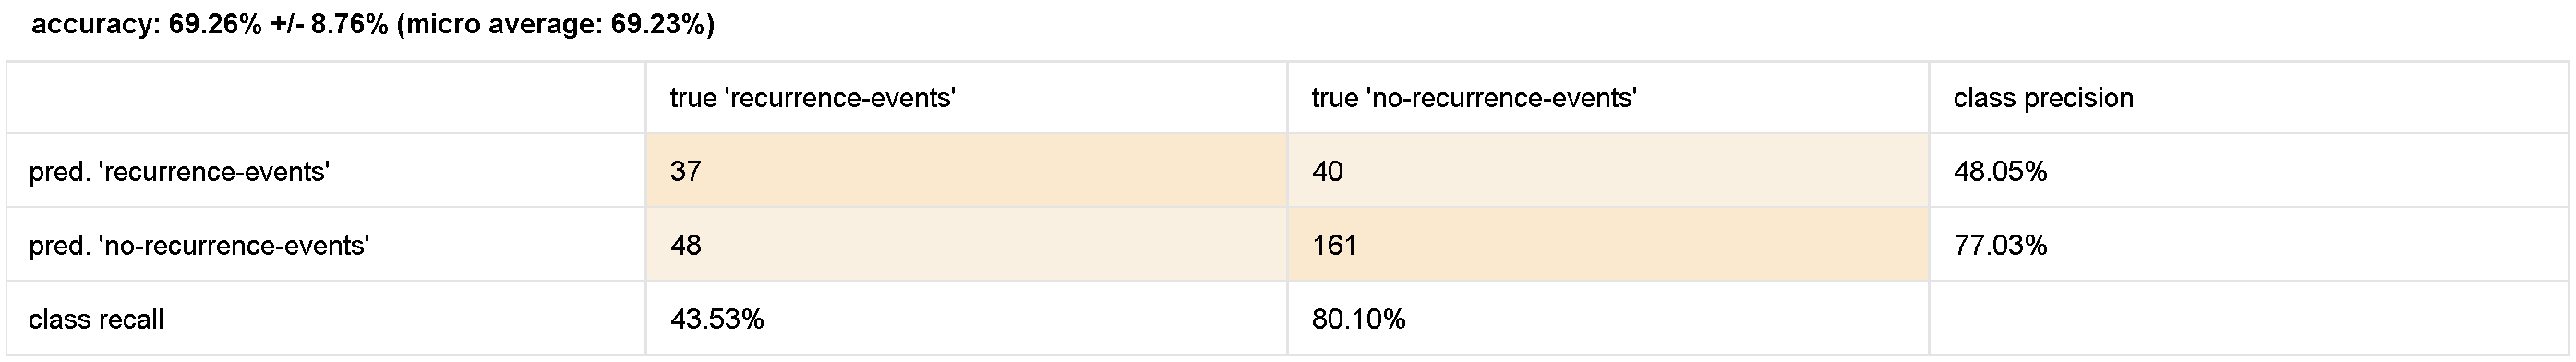 accuracy: 69.26% +/- 8.76% (micro average: 69.23%)
true 'recurrence-events' true 'no-recurrence-events' class precision
pred. 'recurrence-events' 37 40 48.05%
pred. 'no-recurrence-events' 48 161 77.03%
class recall 43.53% 80.10%